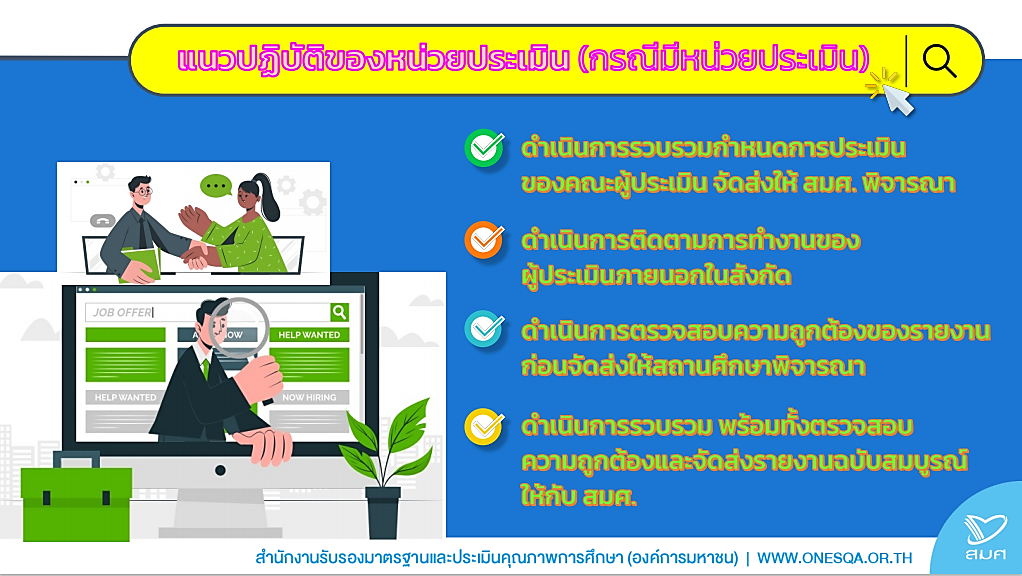 แนวปฏิบัติของหน่วยประเมิน (กรณีมีหน่วยประเมิน)
ดำเนินการรวบรวมกำหนดการประเมิน
ของคณะผู้ประเมิน จัดส่งให้ สมศ. พิจารณา
ดำเนินการติดตามการทำงานของ
ผู้ประเมินภายนอกในสังกัด
ดำเนินการตรวจสอบความถูกต้องของรายงาน
ก่อนจัดส่งให้สถานศึกษาพิจารณา
ดำเนินการรวบรวม พร้อมทั้งตรวจสอบ
ความถูกต้องและจัดส่งรายงานฉบับสมบูรณ์
ให้กับ สมศ.
JOB OFFER
HELP WANTED
HELP WANTED
NOW HIRING
สำนักงานรับรองมาตรฐานและประเมินคุณภาพการศึกษา (องค์การมหาชน) | WWW.ONESQA.OR.TH
สมศ